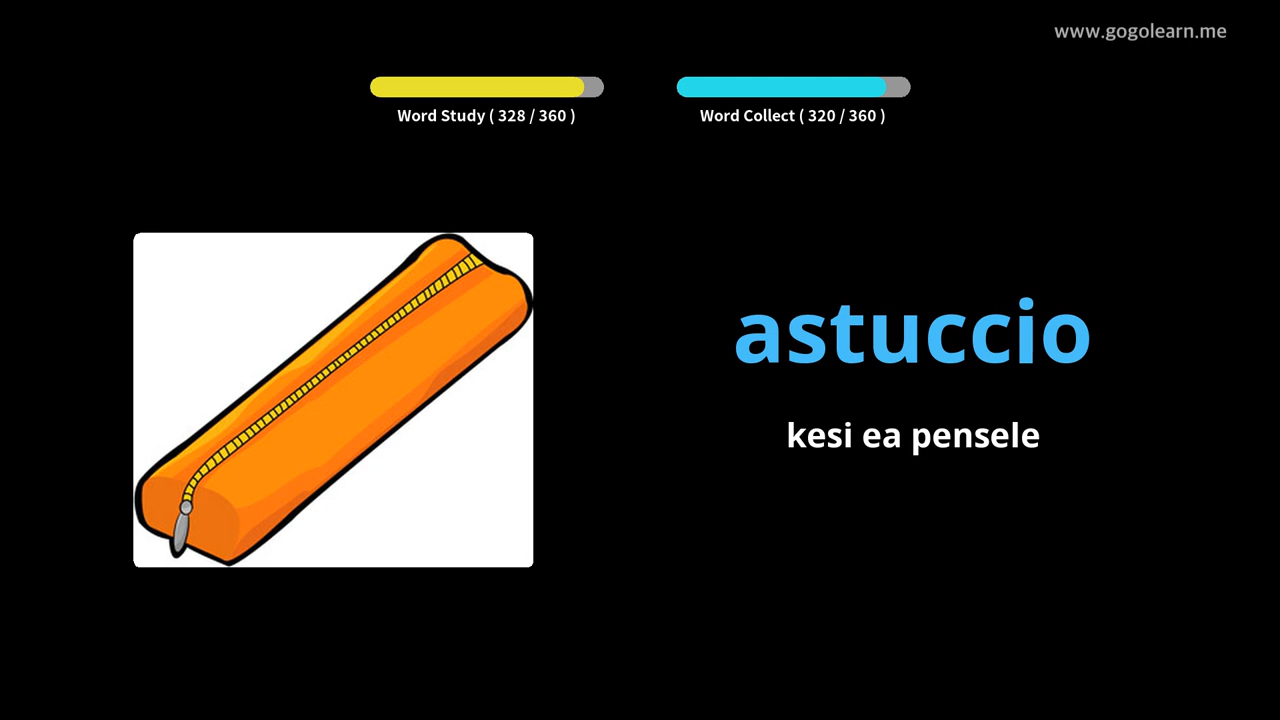 www.gogolearn.me
Word Study ( 328 / 360 )
Word Collect ( 320 / 360 )
astuccio
kesi ea pensele